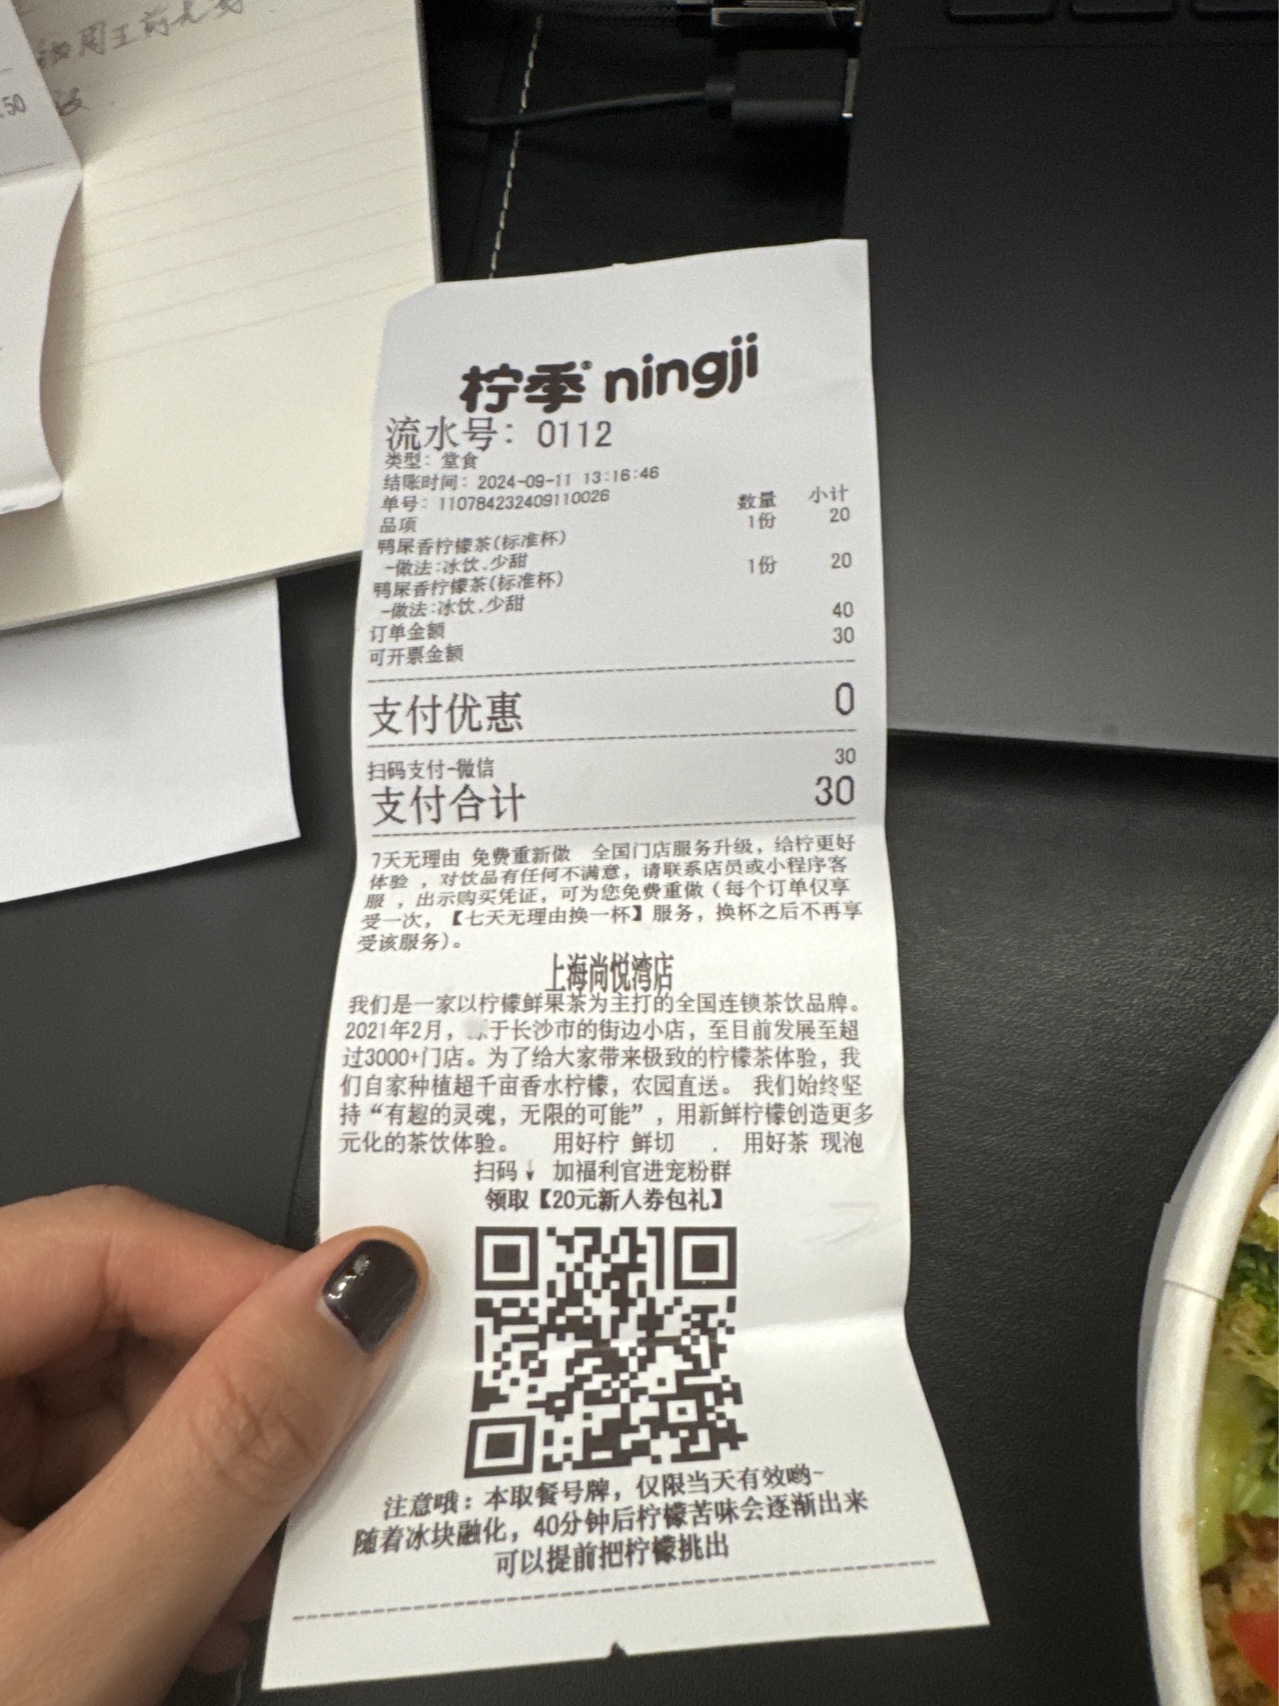 .50
柠季® ningji
流水号：0112
类型：堂食
结账时间：2024-09-11 13:16:46
单号：110784232409110026
品项 数量 小计
鸭屎香柠檬茶(标准杯) 1份 20
-做法:冰饮,少甜
鸭屎香柠檬茶(标准杯) 1份 20
-做法:冰饮,少甜
订单金额 40
可开票金额 30
支付优惠 0
扫码支付-微信 30
支付合计 30
7天无理由 免费重新做 全国门店服务升级，给柠更好
体验 ，对饮品有任何不满意，请联系店员或小程序客
服 ，出示购买凭证，可为您免费重做（每个订单仅享
受一次，【七天无理由换一杯】服务，换杯之后不再享
受该服务）。
上海尚悦湾店
我们是一家以柠檬鲜果茶为主打的全国连锁茶饮品牌。
2021年2月，于长沙市的街边小店，至目前发展至超
过3000+门店。为了给大家带来极致的柠檬茶体验，我
们自家种植超千亩香水柠檬，农园直送。 我们始终坚
持“有趣的灵魂，无限的可能”，用新鲜柠檬创造更多
元化的茶饮体验。 用好柠 鲜切 . 用好茶 现泡
扫码↓ 加福利官进宠粉群
领取【20元新人券包礼】
注意哦：本取餐号牌，仅限当天有效哟~
随着冰块融化，40分钟后柠檬苦味会逐渐出来
可以提前把柠檬挑出